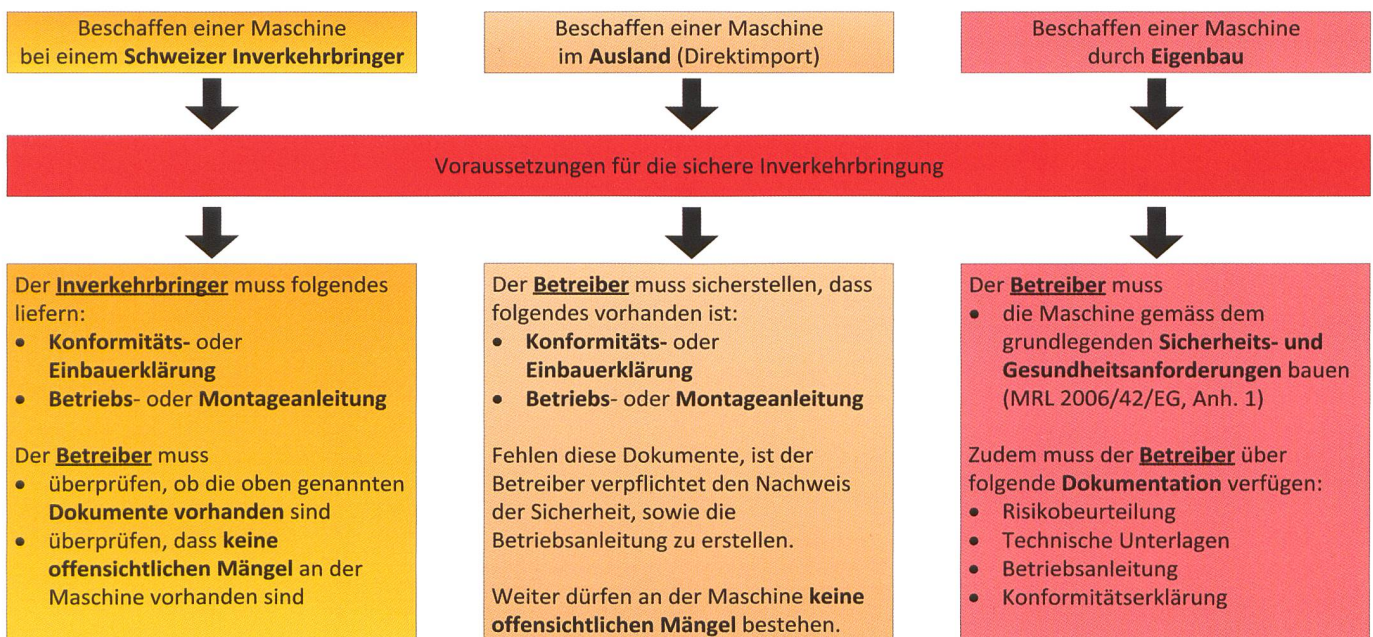 Beschaffen einer Maschine
bei einem Schweizer Inverkehrbringer
Beschaffen einer Maschine
im Ausland (Direktimport)
Beschaffen einer Maschine
durch Eigenbau
Voraussetzungen für die sichere Inverkehrbringung
Der Inverkehrbringer muss folgendes
liefern:
• Konformitäts- oder
Einbauerklärung
• Betriebs- oder Montageanleitung
Der Betreiber muss
• überprüfen, ob die oben genannten
Dokumente vorhanden sind
• überprüfen, dass keine
offensichtlichen Mängel an der
Maschine vorhanden sind
Der Betreiber muss sicherstellen, dass
folgendes vorhanden ist:
• Konformitäts- oder
Einbauerklärung
• Betriebs- oder Montageanleitung
Fehlen diese Dokumente, ist der
Betreiber verpflichtet den Nachweis
der Sicherheit, sowie die
Betriebsanleitung zu erstellen.
Weiter dürfen an der Maschine keine
offensichtlichen Mängel bestehen.
Der Betreiber muss
• die Maschine gemäss dem
grundlegenden Sicherheits- und
Gesundheitsanforderungen bauen
(MRL 2006/42/EG, Anh. 1)
Zudem muss der Betreiber über
folgende Dokumentation verfügen:
• Risikobeurteilung
• Technische Unterlagen
• Betriebsanleitung
• Konformitätserklärung